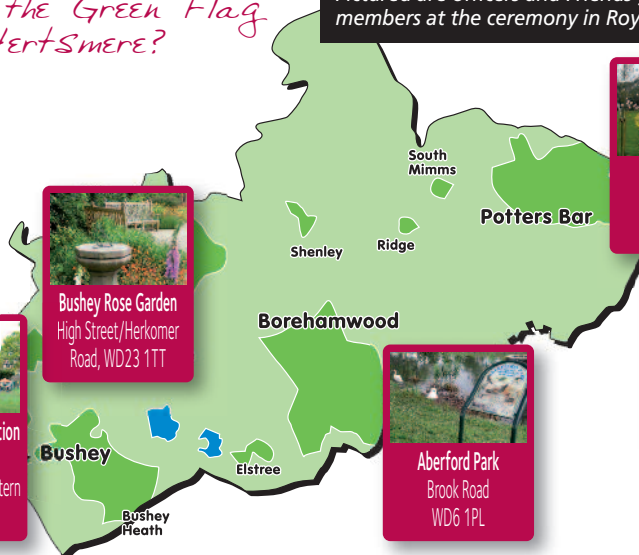 the Green Flag
ertsmere?
members at the ceremony in Roy
South
Mimms
Potters Bar
Shenley
Ridge
Bushey Rose Garden
High Street/Herkomer
Road, WD23 1TT
Borehamwood
Aberford Park
Brook Road
WD6 1PL
tion
tern
Bushey
Elstree
Bushey
Heath